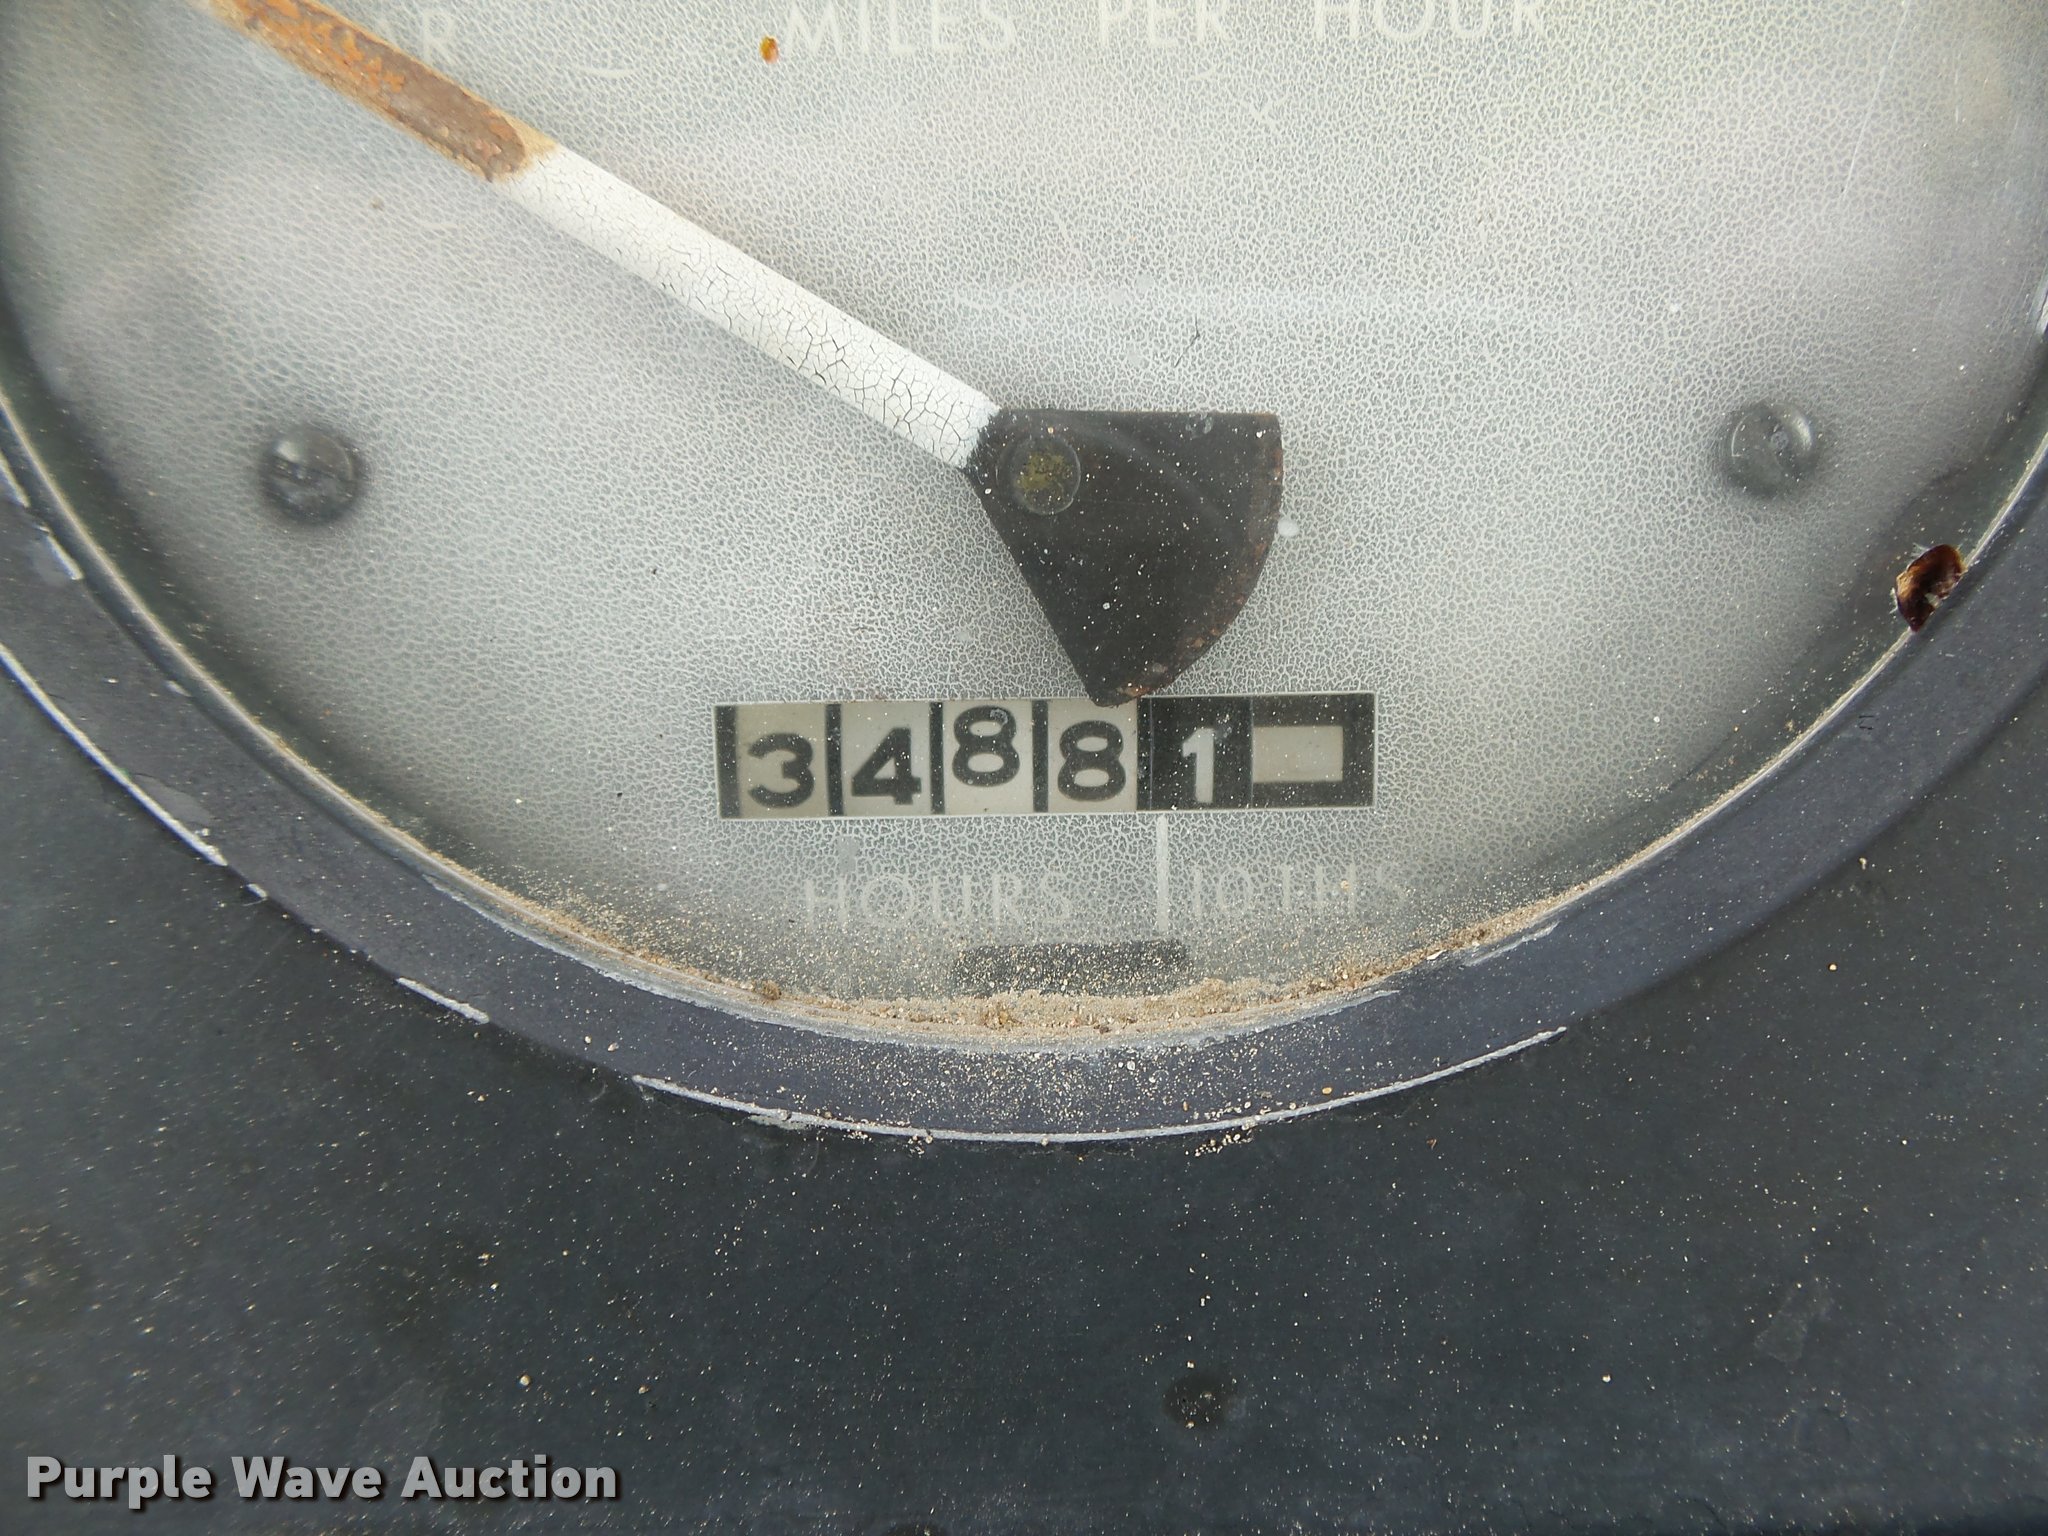 MILES PER HOUR
34881
HOURS 10THS
Purple Wave Auction